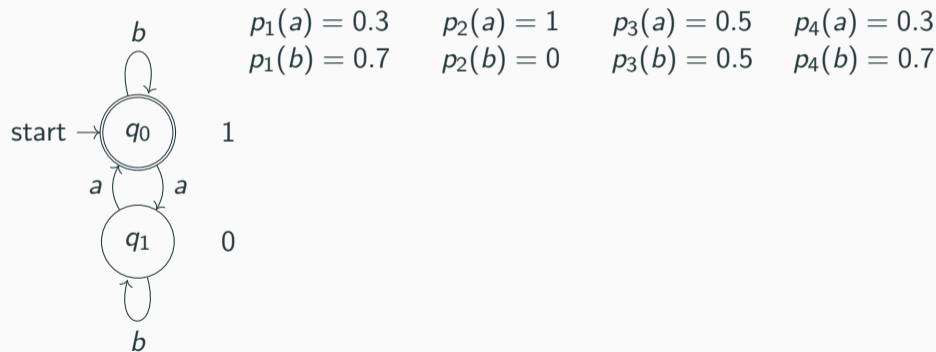 b
p₁(a) = 0.3 p₂(a) = 1 p₃(a) = 0.5 p₄(a) = 0.3
p₁(b) = 0.7 p₂(b) = 0 p₃(b) = 0.5 p₄(b) = 0.7
start q₀ 1
a a
q₁ 0
b